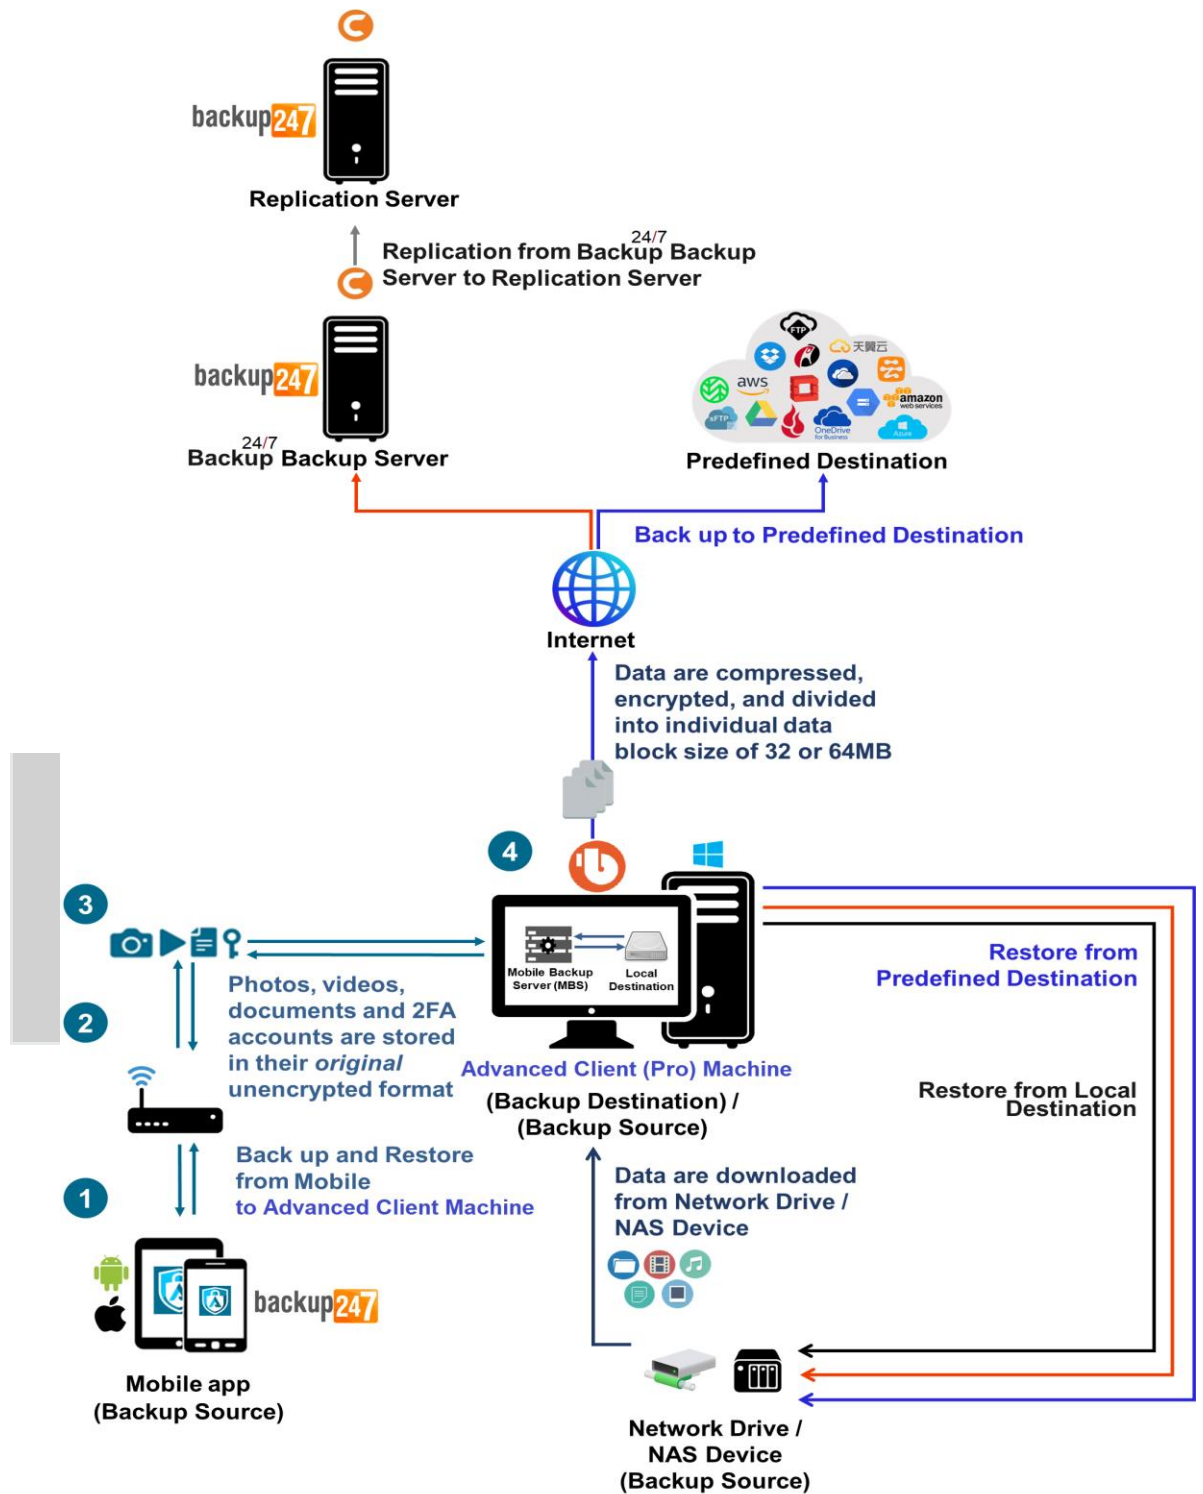 backup247
Replication Server
24/7
Replication from Backup Backup
Server to Replication Server
backup247
24/7
Backup Backup Server
FTP
天翼云
aws
amazon
web services
sFTP
OneDrive
for Business
Azure
Predefined Destination
Back up to Predefined Destination
Internet
Data are compressed,
encrypted, and divided
into individual data
block size of 32 or 64MB
4
3
Mobile Backup
Server (MBS)
Local
Destination
Restore from
Predefined Destination
Photos, videos,
documents and 2FA
accounts are stored
in their original
unencrypted format
2
Advanced Client (Pro) Machine
(Backup Destination) /
(Backup Source)
Restore from Local
Destination
Back up and Restore
from Mobile
to Advanced Client Machine
1
Data are downloaded
from Network Drive /
NAS Device
backup247
Mobile app
(Backup Source)
Network Drive /
NAS Device
(Backup Source)